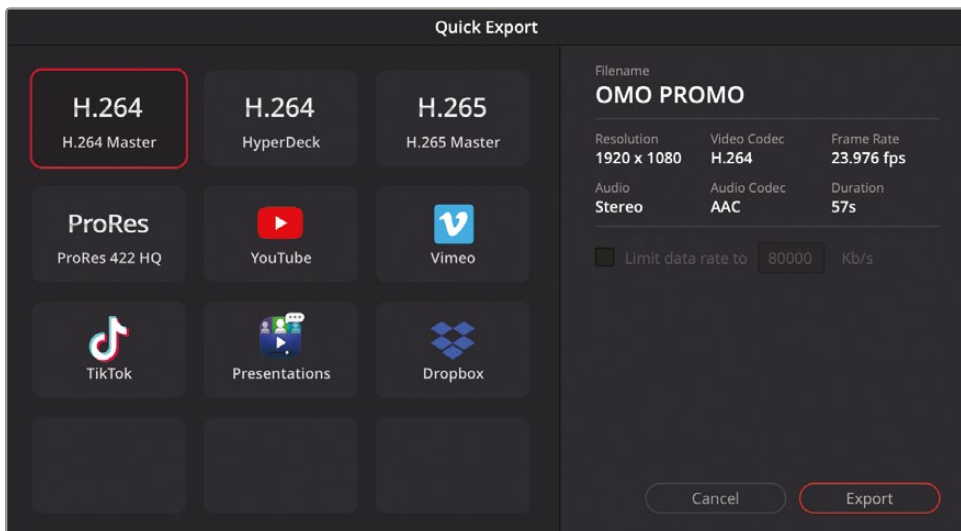 Quick Export
H.264
H.264 Master
H.264
HyperDeck
H.265
H.265 Master
ProRes
ProRes 422 HQ
YouTube
Vimeo
TikTok
Presentations
Dropbox
Filename
OMO PROMO
Resolution
1920 x 1080
Video Codec
H.264
Frame Rate
23.976 fps
Audio
Stereo
Audio Codec
AAC
Duration
57s
Limit data rate to 80000 Kb/s
Cancel
Export